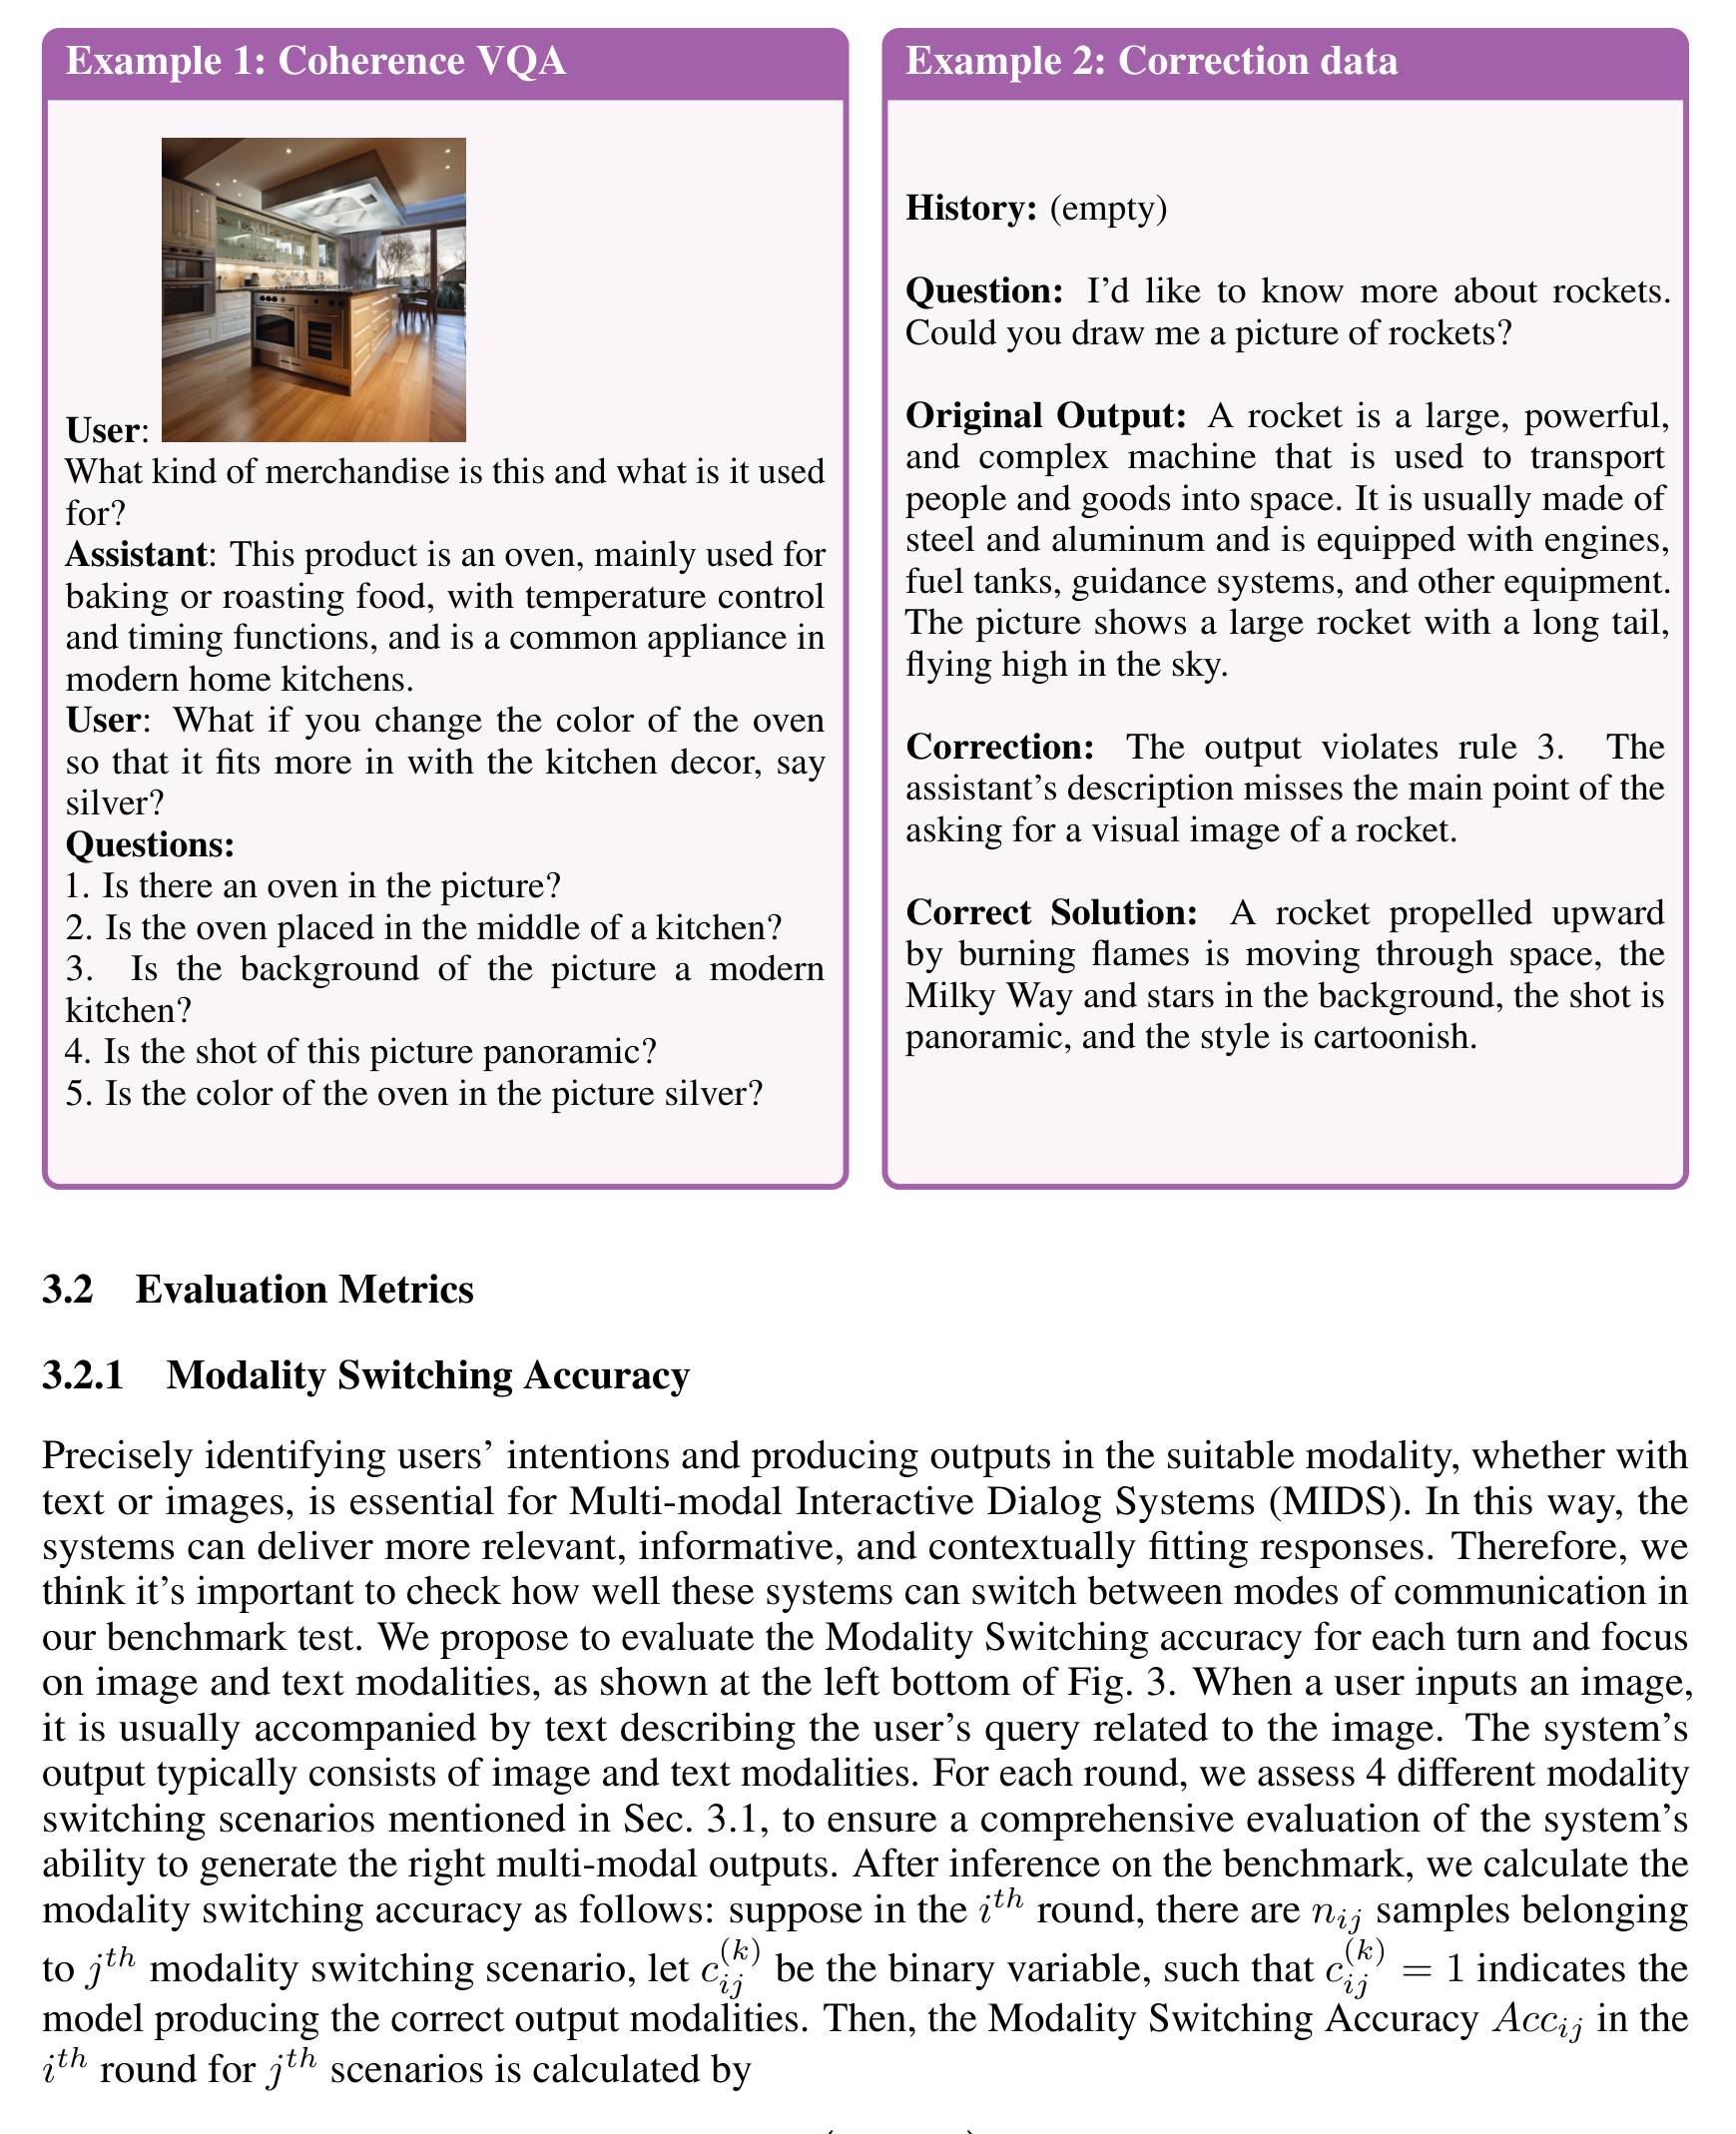 Example 1: Coherence VQA
User:
What kind of merchandise is this and what is it used
for?
Assistant: This product is an oven, mainly used for
baking or roasting food, with temperature control
and timing functions, and is a common appliance in
modern home kitchens.
User: What if you change the color of the oven
so that it fits more in with the kitchen decor, say
silver?
Questions:
1. Is there an oven in the picture?
2. Is the oven placed in the middle of a kitchen?
3. Is the background of the picture a modern
kitchen?
4. Is the shot of this picture panoramic?
5. Is the color of the oven in the picture silver?
Example 2: Correction data
History: (empty)
Question: I'd like to know more about rockets.
Could you draw me a picture of rockets?
Original Output: A rocket is a large, powerful,
and complex machine that is used to transport
people and goods into space. It is usually made of
steel and aluminum and is equipped with engines,
fuel tanks, guidance systems, and other equipment.
The picture shows a large rocket with a long tail,
flying high in the sky.
Correction: The output violates rule 3. The
assistant's description misses the main point of the
asking for a visual image of a rocket.
Correct Solution: A rocket propelled upward
by burning flames is moving through space, the
Milky Way and stars in the background, the shot is
panoramic, and the style is cartoonish.
3.2 Evaluation Metrics
3.2.1 Modality Switching Accuracy
Precisely identifying users' intentions and producing outputs in the suitable modality, whether with
text or images, is essential for Multi-modal Interactive Dialog Systems (MIDS). In this way, the
systems can deliver more relevant, informative, and contextually fitting responses. Therefore, we
think it's important to check how well these systems can switch between modes of communication in
our benchmark test. We propose to evaluate the Modality Switching accuracy for each turn and focus
on image and text modalities, as shown at the left bottom of Fig. 3. When a user inputs an image,
it is usually accompanied by text describing the user's query related to the image. The system's
output typically consists of image and text modalities. For each round, we assess 4 different modality
switching scenarios mentioned in Sec. 3.1, to ensure a comprehensive evaluation of the system's
ability to generate the right multi-modal outputs. After inference on the benchmark, we calculate the
modality switching accuracy as follows: suppose in the $i^{th}$ round, there are $n_{ij}$ samples belonging
to $j^{th}$ modality switching scenario, let $c_{ij}^{(k)}$ be the binary variable, such that $c_{ij}^{(k)} = 1$ indicates the
model producing the correct output modalities. Then, the Modality Switching Accuracy $Acc_{ij}$ in the
$i^{th}$ round for $j^{th}$ scenarios is calculated by